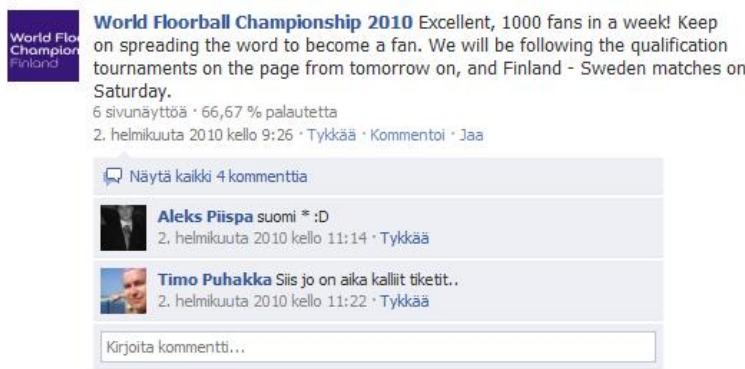 World Floo
Champion
Finland
World Floorball Championship 2010 Excellent, 1000 fans in a week! Keep
on spreading the word to become a fan. We will be following the qualification
tournaments on the page from tomorrow on, and Finland - Sweden matches on
Saturday.
6 sivunäyttöä · 66,67 % palautetta
2. helmikuuta 2010 kello 9:26 · Tykkää · Kommentoi · Jaa
Näytä kaikki 4 kommenttia
Aleks Piispa suomi * :D
2. helmikuuta 2010 kello 11:14 · Tykkää
Timo Puhakka Siis jo on aika kalliit tiketit..
2. helmikuuta 2010 kello 11:22 · Tykkää
Kirjoita kommentti...